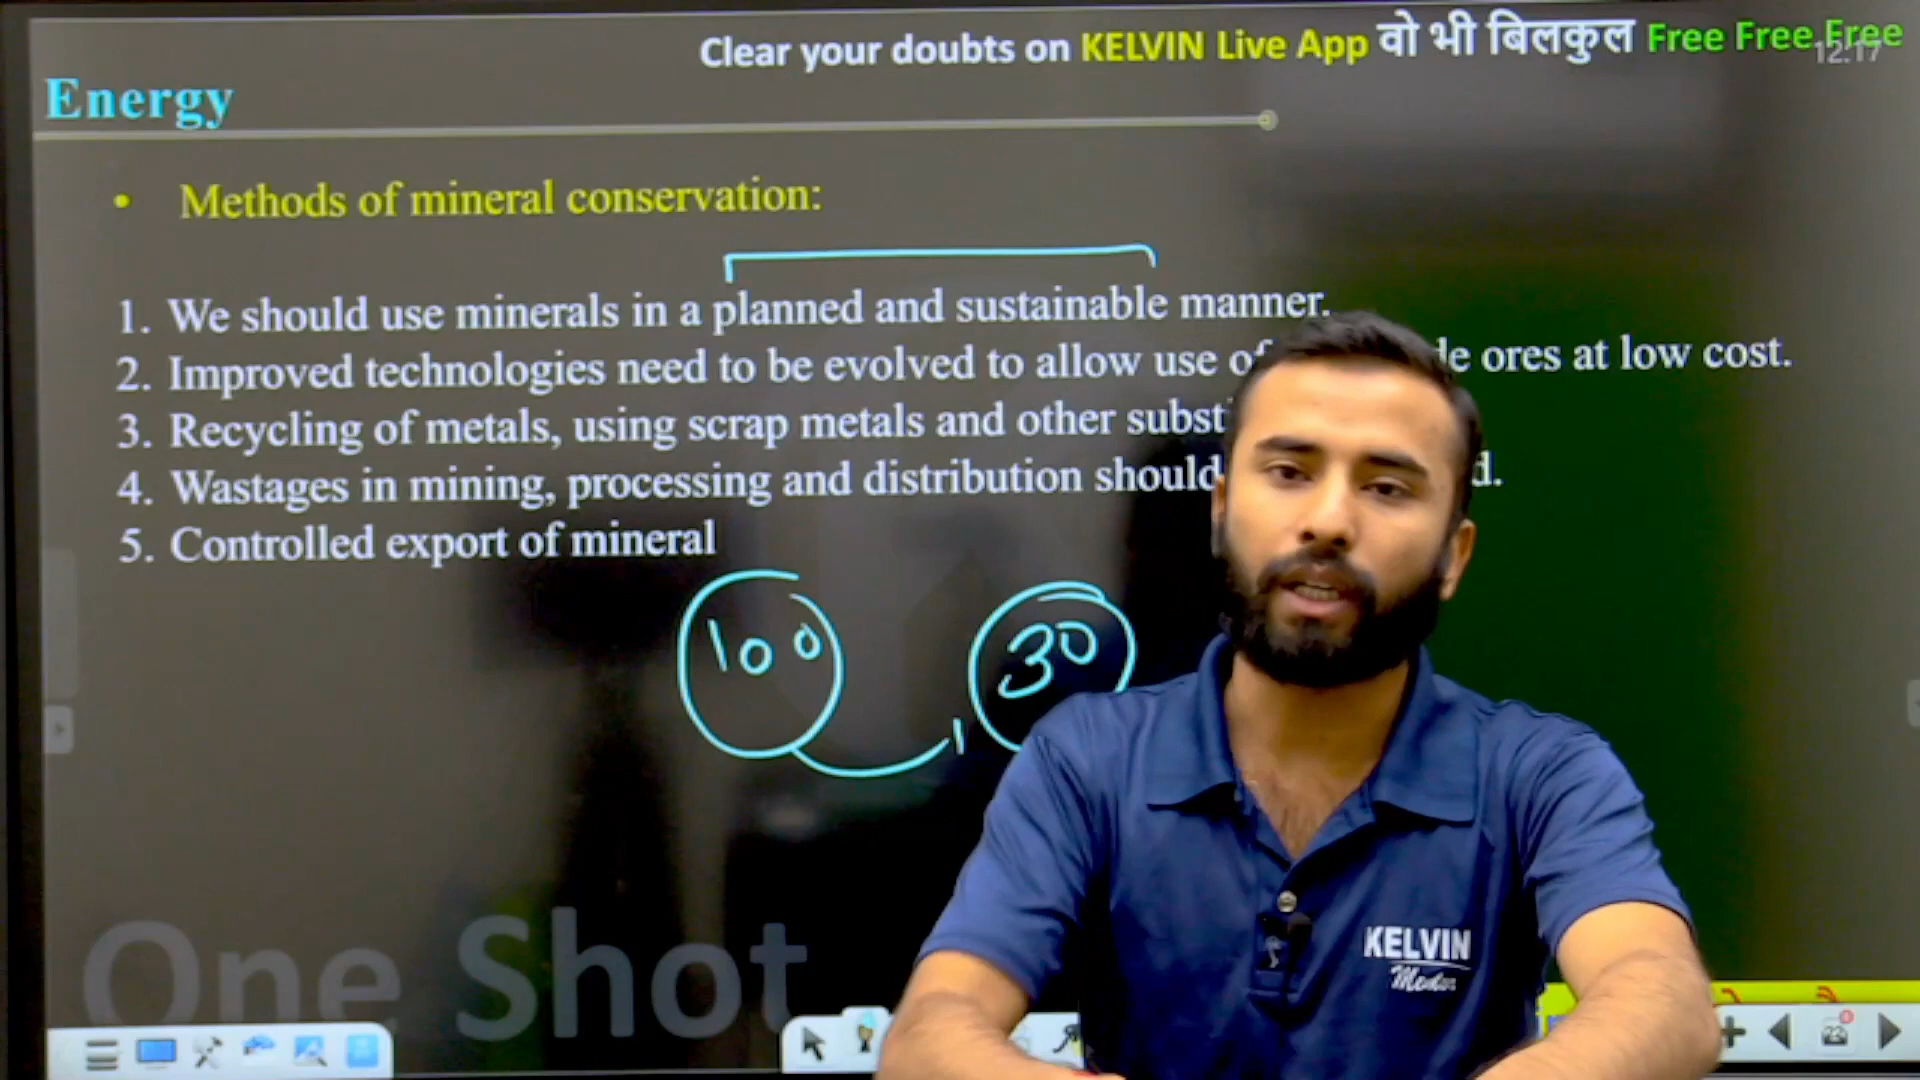 Clear your doubts on KELVIN Live App वो भी बिलकुल Free Free Free
12:17
Energy
• Methods of mineral conservation:
1. We should use minerals in a planned and sustainable manner.
2. Improved technologies need to be evolved to allow use of de ores at low cost.
3. Recycling of metals, using scrap metals and other substi
4. Wastages in mining, processing and distribution should d.
5. Controlled export of mineral
100 30
KELVIN
One Shot
22